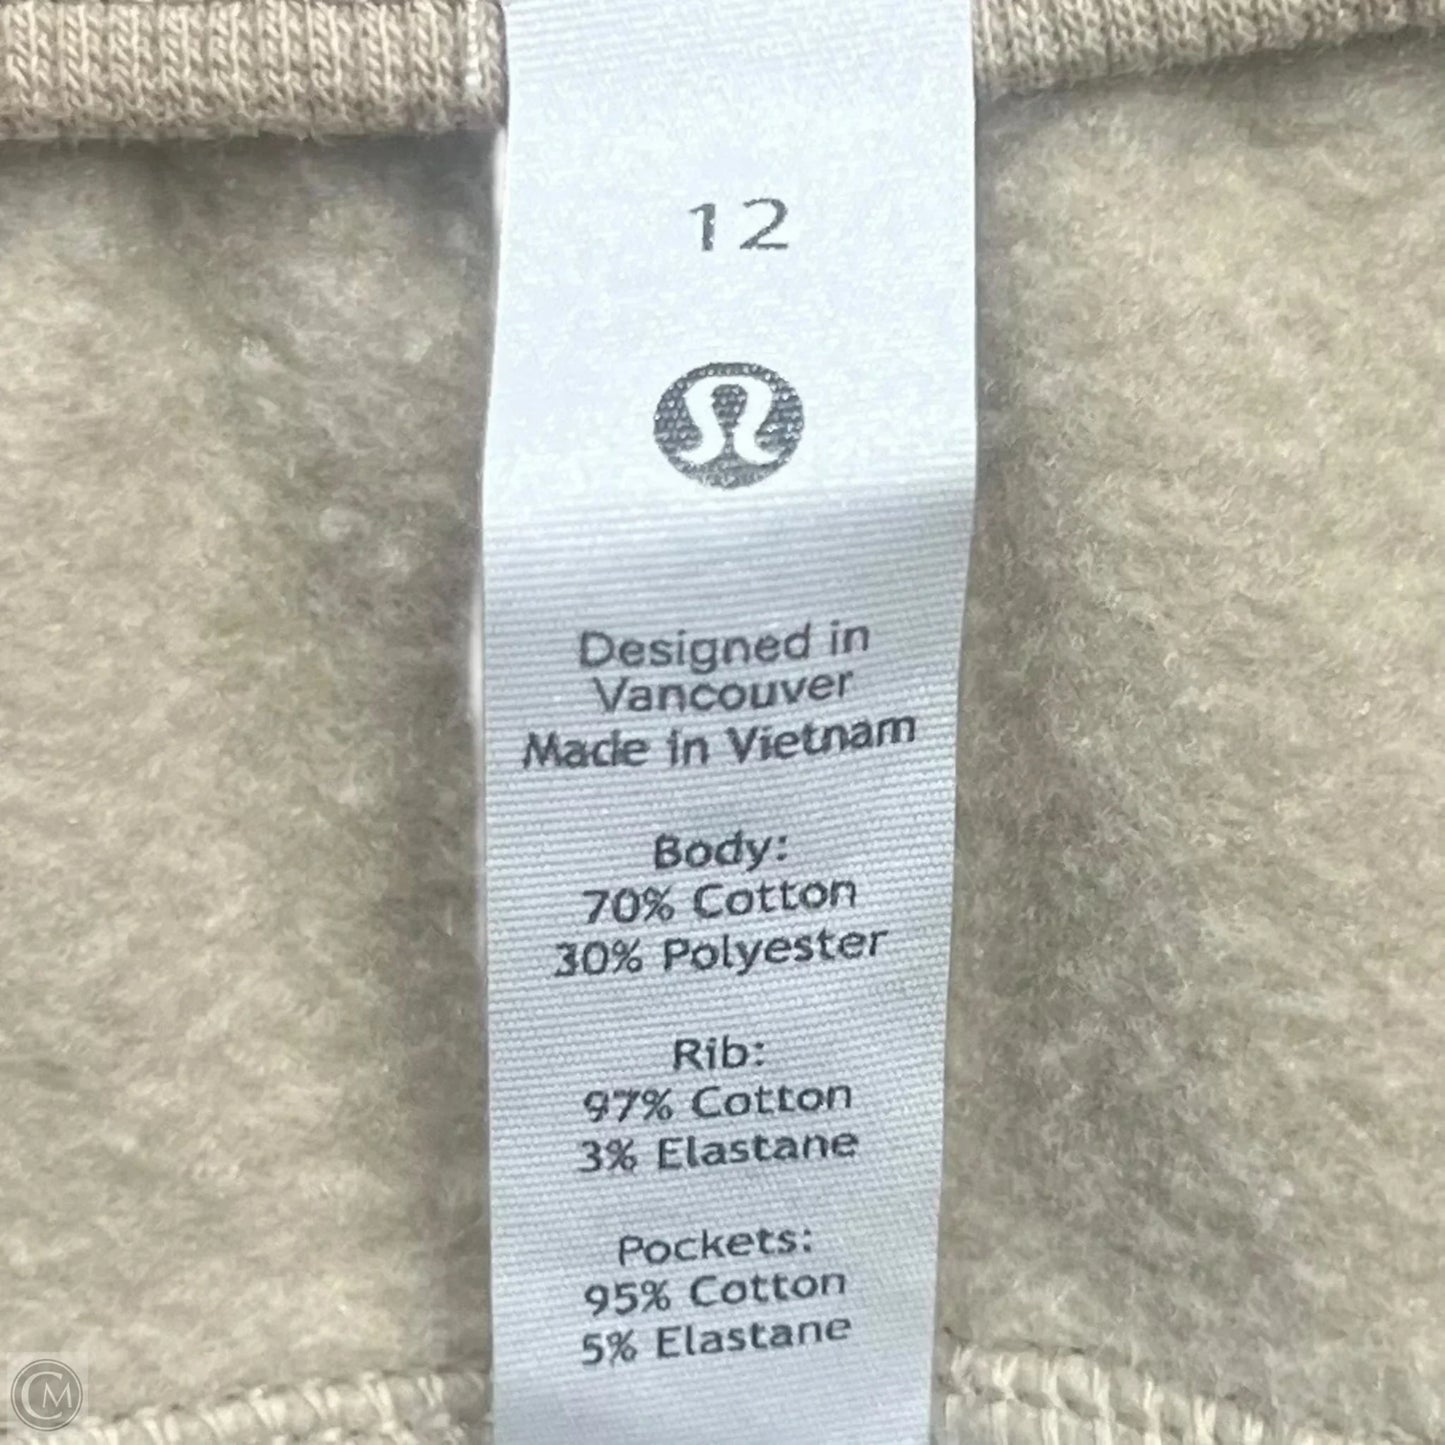 12
Designed in
Vancouver
Made in Vietnam
Body:
70% Cotton
30% Polyester
Rib:
97% Cotton
3% Elastane
Pockets:
95% Cotton
5% Elastane
CM